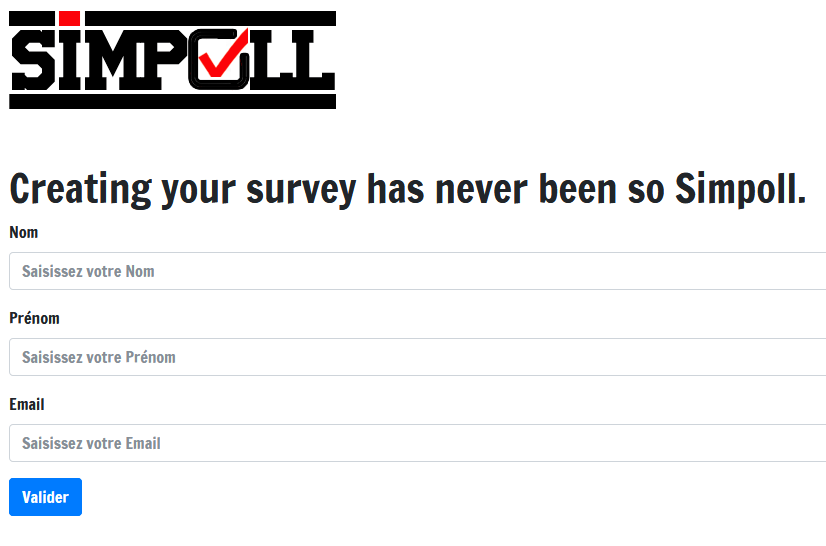 SIMPOLL
Creating your survey has never been so Simpoll.
Nom
Saisissez votre Nom
Prénom
Saisissez votre Prénom
Email
Saisissez votre Email
Valider